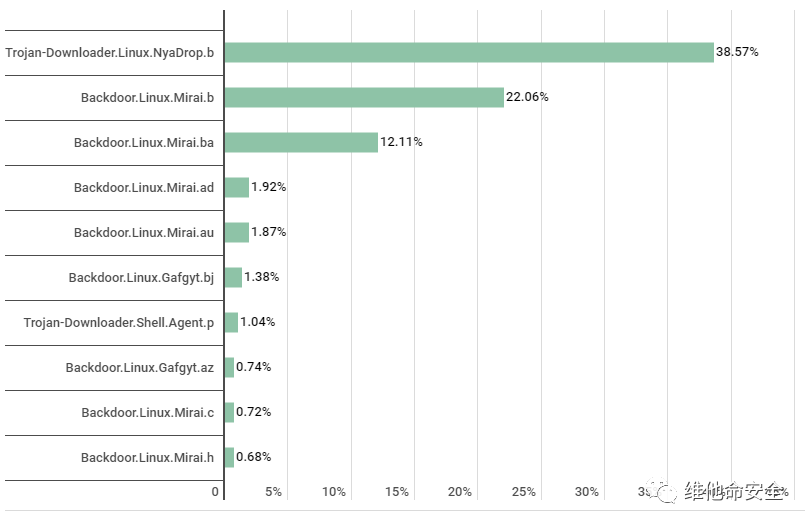 Trojan-Downloader.Linux.NyaDrop.b 38.57%
Backdoor.Linux.Mirai.b 22.06%
Backdoor.Linux.Mirai.ba 12.11%
Backdoor.Linux.Mirai.ad 1.92%
Backdoor.Linux.Mirai.au 1.87%
Backdoor.Linux.Gafgyt.bj 1.38%
Trojan-Downloader.Shell.Agent.p 1.04%
Backdoor.Linux.Gafgyt.az 0.74%
Backdoor.Linux.Mirai.c 0.72%
Backdoor.Linux.Mirai.h 0.68%
0 5% 10% 15% 20% 25% 30%
维他命安全